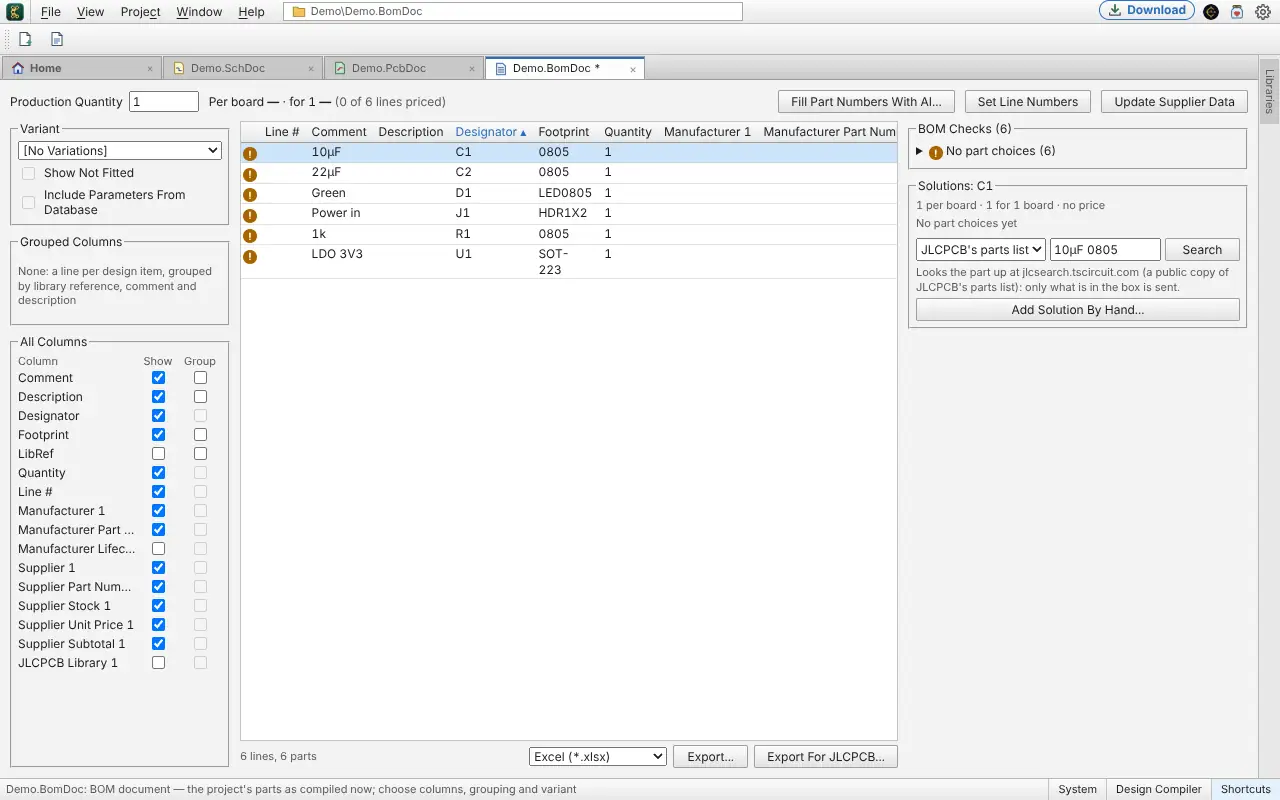 File View Project Window Help Demo\Demo.BomDoc Download
Home × Demo.SchDoc × Demo.PcbDoc × Demo.BomDoc * ×
Libraries
Production Quantity 1 Per board — · for 1 — (0 of 6 lines priced) Fill Part Numbers With AI... Set Line Numbers Update Supplier Data
Variant
[No Variations]
Show Not Fitted
Include Parameters From
Database
Grouped Columns
None: a line per design item, grouped
by library reference, comment and
description
All Columns
Column Show Group
Comment
Description
Designator
Footprint
LibRef
Quantity
Line #
Manufacturer 1
Manufacturer Part ...
Manufacturer Lifec...
Supplier 1
Supplier Part Num...
Supplier Stock 1
Supplier Unit Price 1
Supplier Subtotal 1
JLCPCB Library 1
Line # Comment Description Designator ▲ Footprint Quantity Manufacturer 1 Manufacturer Part Num
! 10µF C1 0805 1
! 22µF C2 0805 1
! Green D1 LED0805 1
! Power in J1 HDR1X2 1
! 1k R1 0805 1
! LDO 3V3 U1 SOT-
223 1
6 lines, 6 parts Excel (*.xlsx) Export... Export For JLCPCB...
BOM Checks (6)
▶ ! No part choices (6)
Solutions: C1
1 per board · 1 for 1 board · no price
No part choices yet
JLCPCB's parts list 10µF 0805 Search
Looks the part up at jlcsearch.tscircuit.com (a public copy of
JLCPCB's parts list): only what is in the box is sent.
Add Solution By Hand...
Demo.BomDoc: BOM document — the project's parts as compiled now; choose columns, grouping and variant System Design Compiler Shortcuts